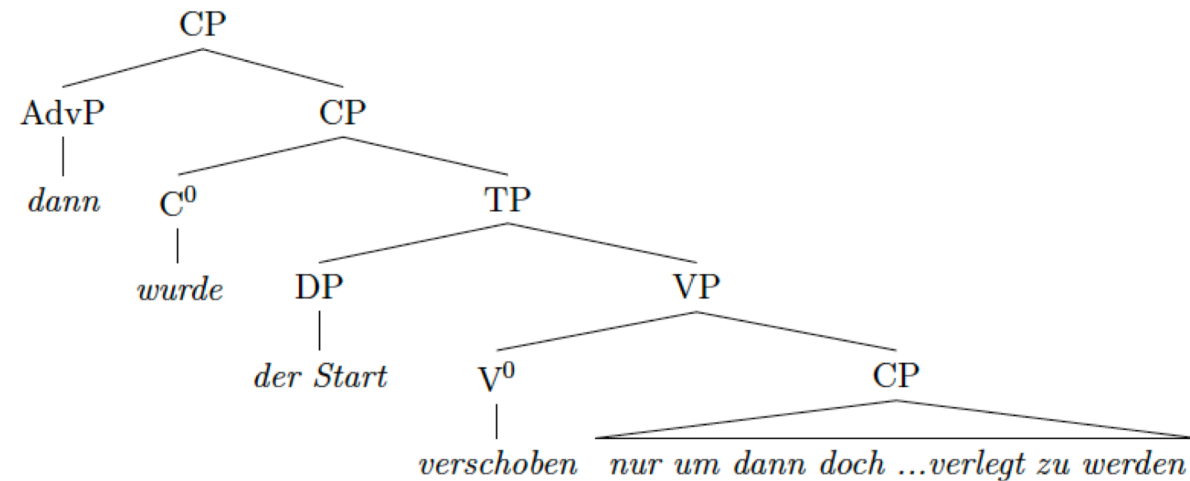 CP
AdvP CP
dann C⁰ TP
wurde DP VP
der Start V⁰ CP
verschoben nur um dann doch ...verlegt zu werden